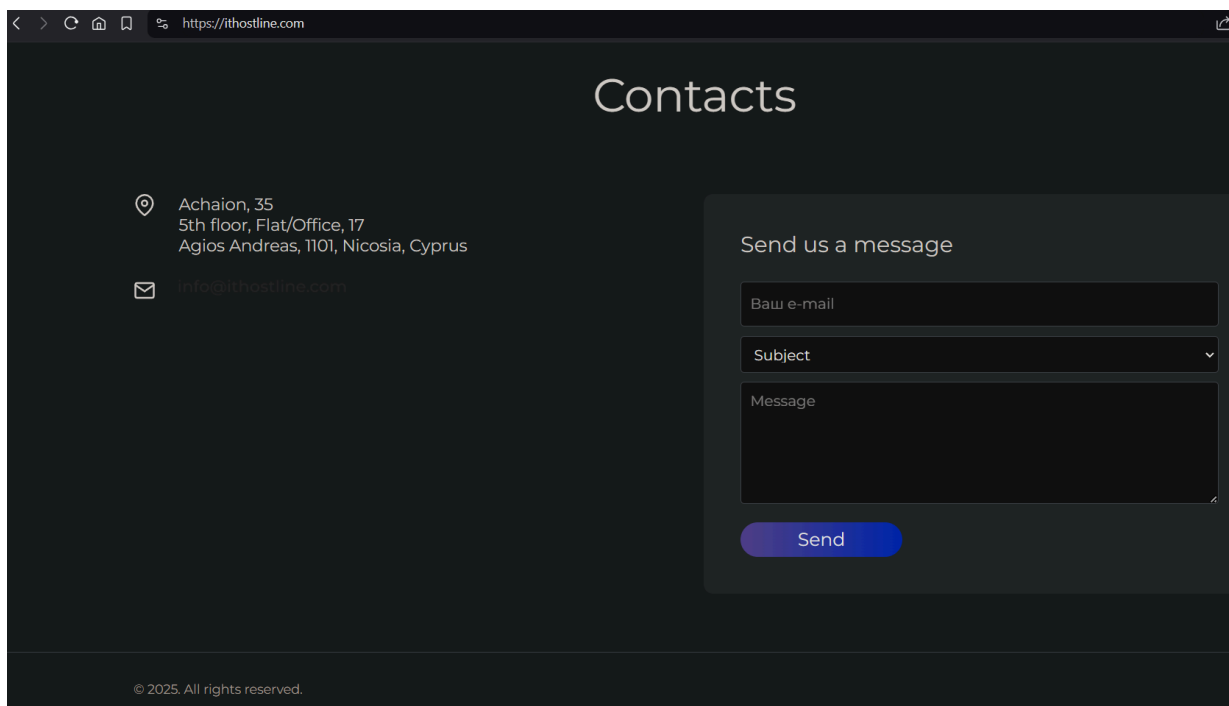 https://ithostline.com
Contacts
Achaion, 35
5th floor, Flat/Office, 17
Agios Andreas, 1101, Nicosia, Cyprus
info@ithostline.com
Send us a message
Ваш e-mail
Subject
Message
Send
© 2025. All rights reserved.